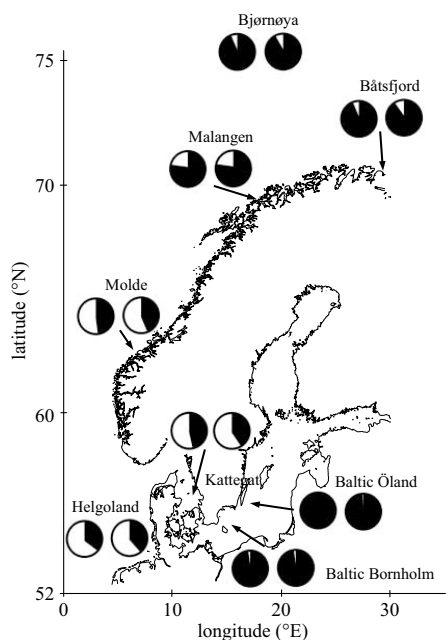 Bjørnøya
75
Båtsfjord
Malangen
70
latitude (°N)
Molde
60
Kattegat
Baltic Öland
Helgoland
Baltic Bornholm
52
0
10
20
30
longitude (°E)